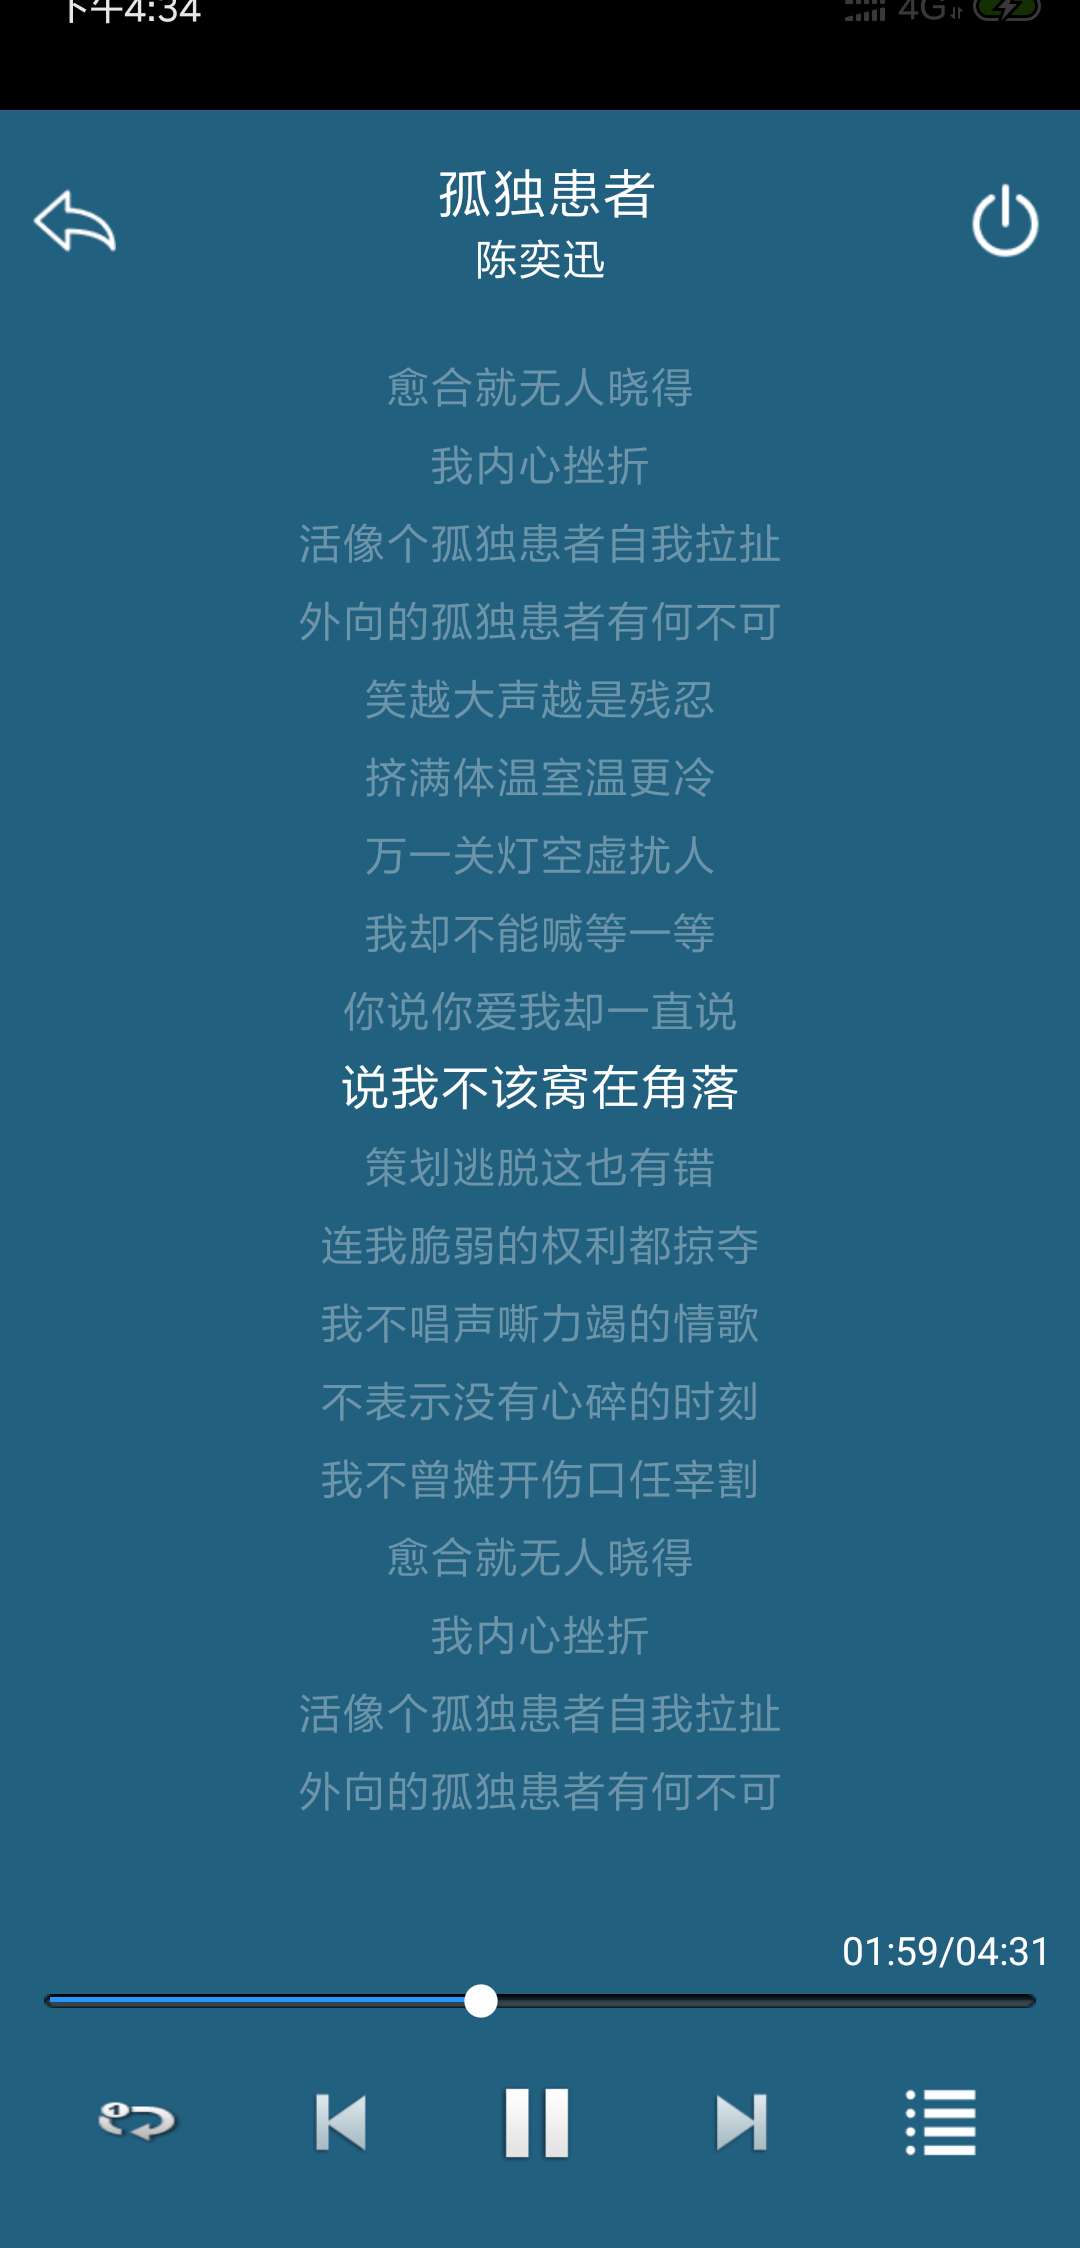 下午4:34
4G
孤独患者
陈奕迅
愈合就无人晓得
我内心挫折
活像个孤独患者自我拉扯
外向的孤独患者有何不可
笑越大声越是残忍
挤满体温室温更冷
万一关灯空虚扰人
我却不能喊等一等
你说你爱我却一直说
说我不该窝在角落
策划逃脱这也有错
连我脆弱的权利都掠夺
我不唱声嘶力竭的情歌
不表示没有心碎的时刻
我不曾摊开伤口任宰割
愈合就无人晓得
我内心挫折
活像个孤独患者自我拉扯
外向的孤独患者有何不可
01:59/04:31
1